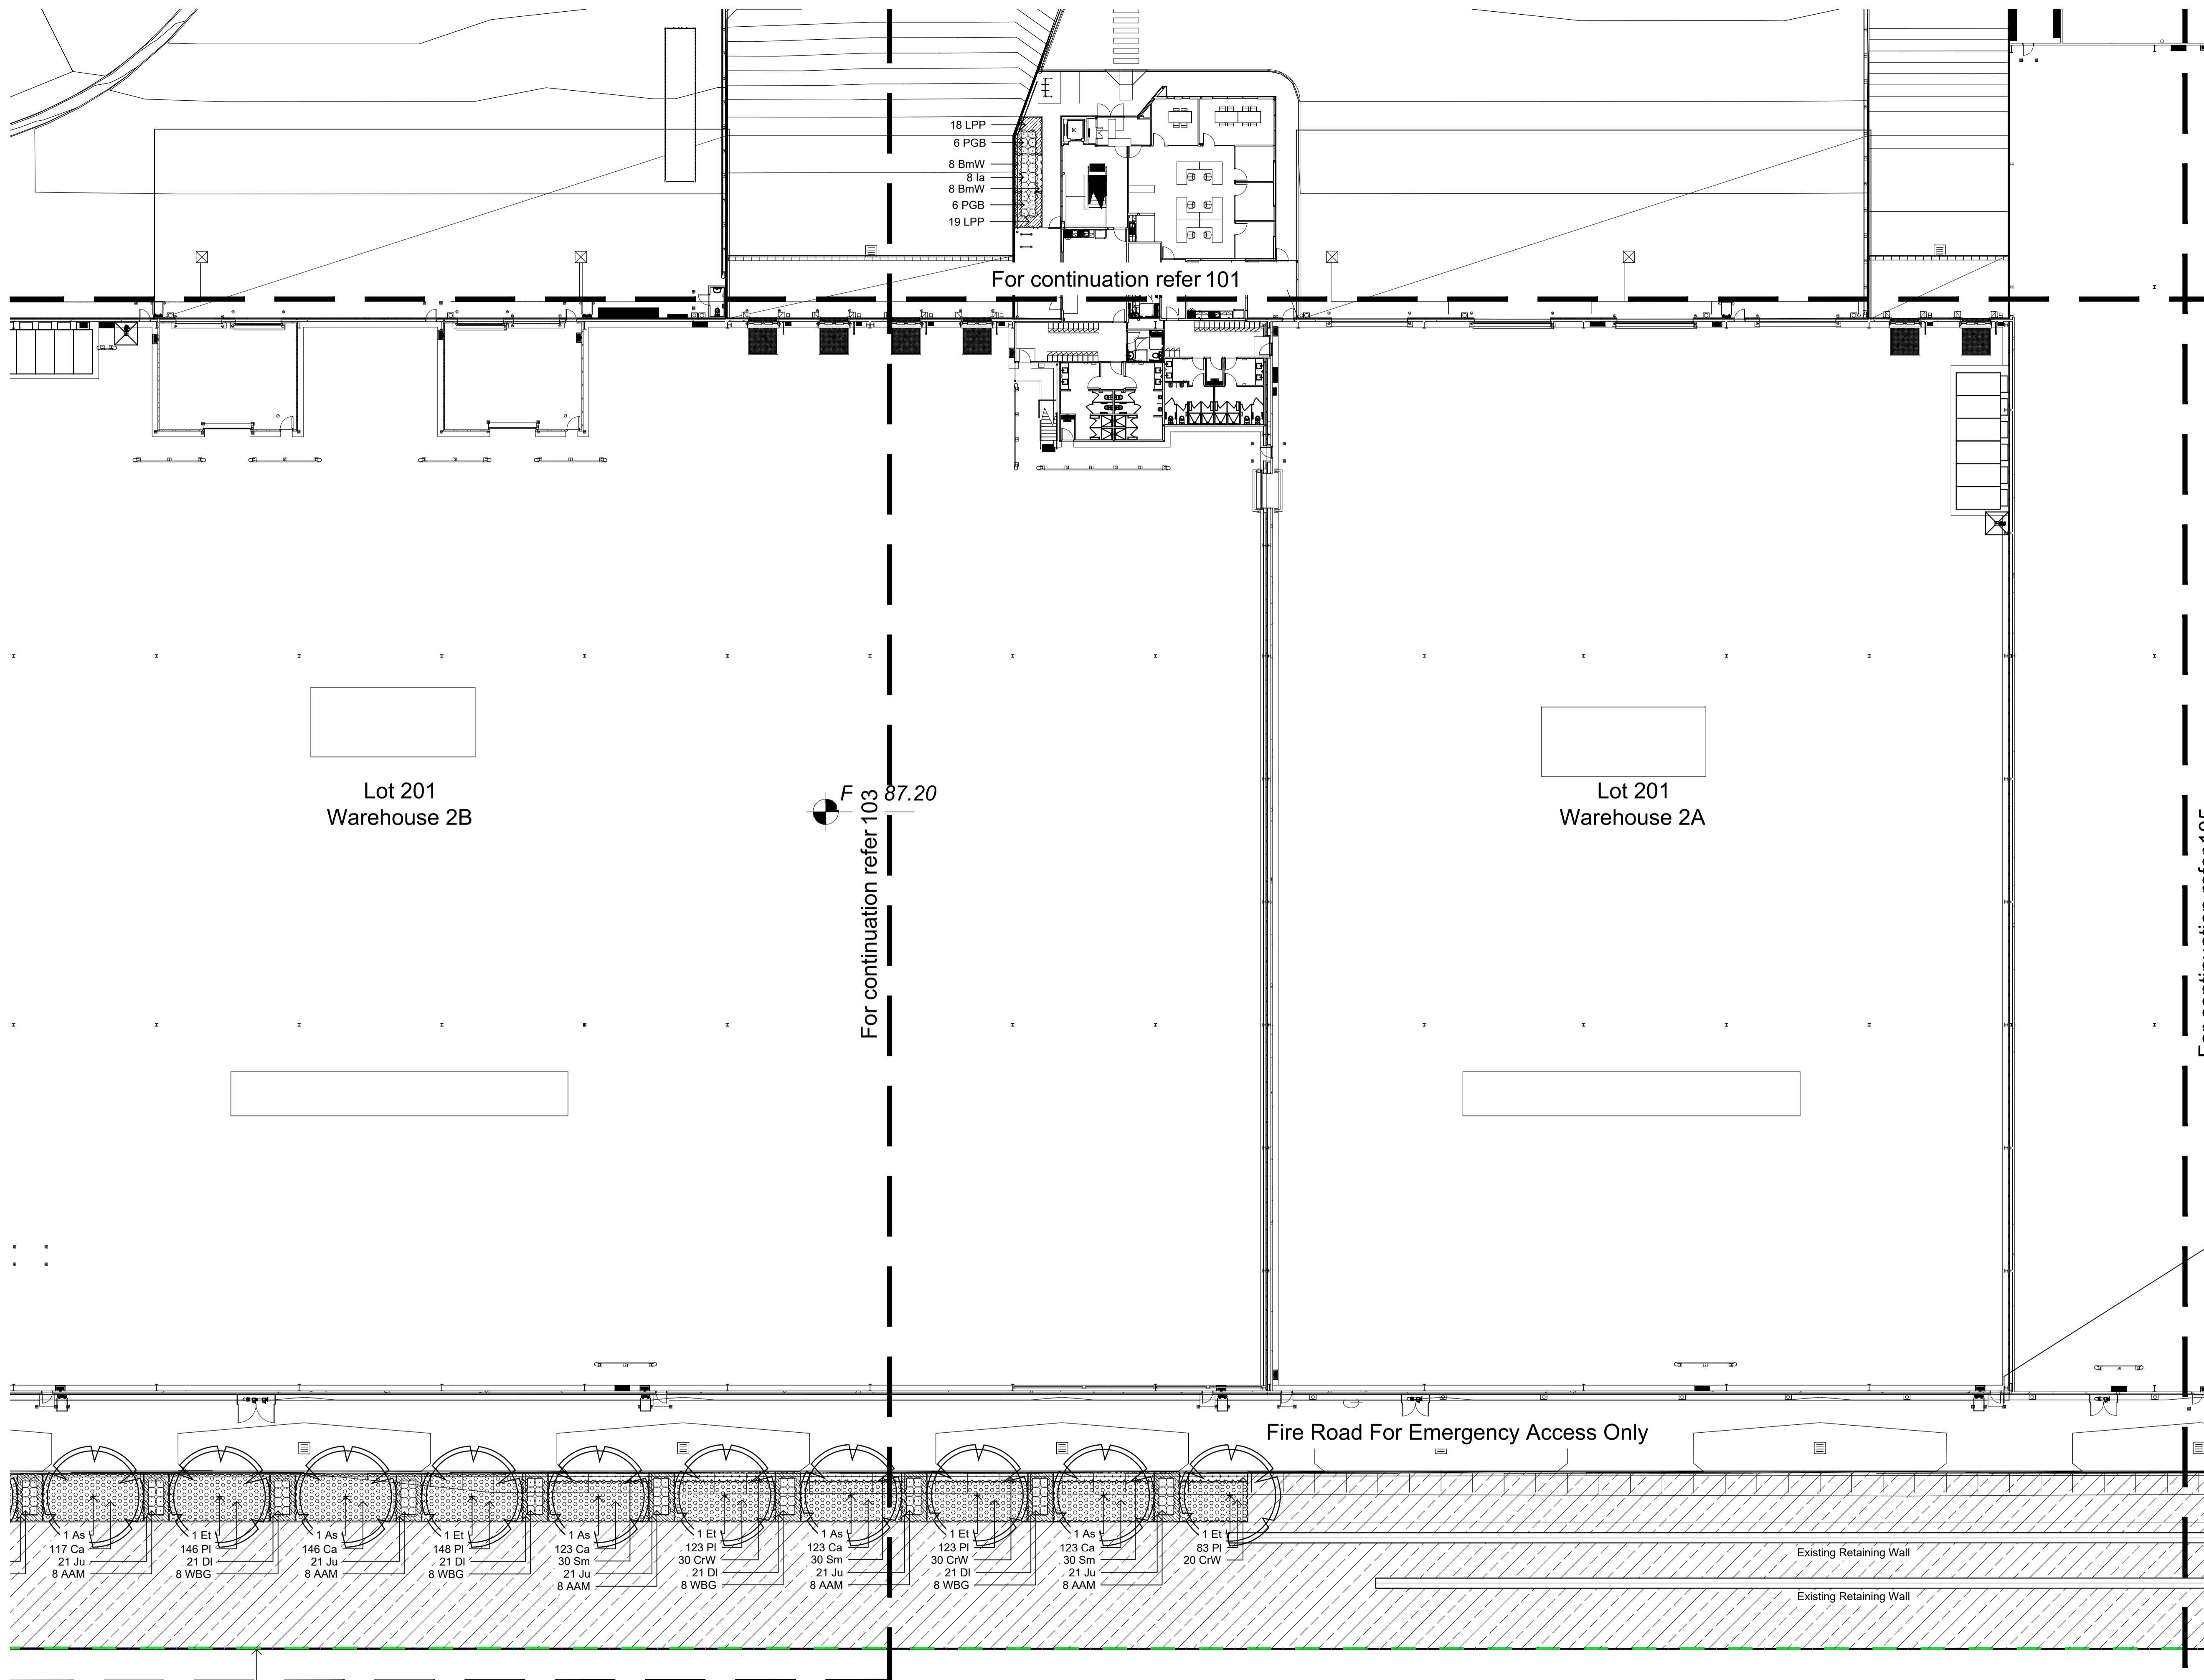 18 LPP
6 PGB
8 BmW
8 Ia
8 BmW
6 PGB
19 LPP
For continuation refer 101
Lot 201
Warehouse 2B
F 87.20
For continuation refer 103
Lot 201
Warehouse 2A
Fire Road For Emergency Access Only
1 As
117 Ca
21 Ju
8 AAM
1 Et
146 Pl
21 Dl
8 WBG
1 As
146 Ca
21 Ju
8 AAM
1 Et
148 Pl
21 Dl
8 WBG
1 As
123 Ca
30 Sm
21 Ju
8 AAM
1 Et
123 Pl
30 CrW
21 Dl
8 WBG
1 As
123 Ca
30 Sm
21 Ju
8 AAM
1 Et
123 Pl
30 CrW
21 Dl
8 WBG
1 As
123 Ca
30 Sm
21 Ju
8 AAM
1 Et
83 Pl
20 CrW
Existing Retaining Wall
Existing Retaining Wall